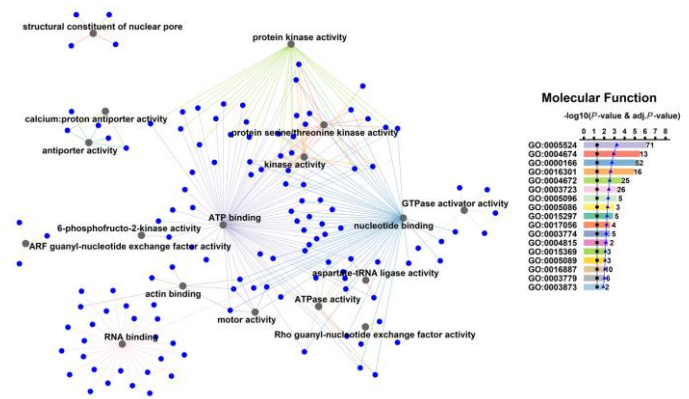 structural constituent of nuclear pore
protein kinase activity
calcium:proton antiporter activity
protein serine/threonine kinase activity
antiporter activity
kinase activity
GTPase activator activity
ATP binding
nucleotide binding
6-phosphofructo-2-kinase activity
ARF guanyl-nucleotide exchange factor activity
aspartate-tRNA ligase activity
actin binding
ATPase activity
motor activity
RNA binding
Rho guanyl-nucleotide exchange factor activity
Molecular Function
-log10(P-value & adj.P-value)
0 1 2 3 4 5 6 7 8
GO:0005524 71
GO:0004674 13
GO:0000166 52
GO:0016301 16
GO:0004672 25
GO:0003723 26
GO:0005096 5
GO:0005086 3
GO:0015297 5
GO:0017056 4
GO:0003774 5
GO:0004815 2
GO:0015369 3
GO:0005089 3
GO:0016887 10
GO:0003779 6
GO:0003873 2